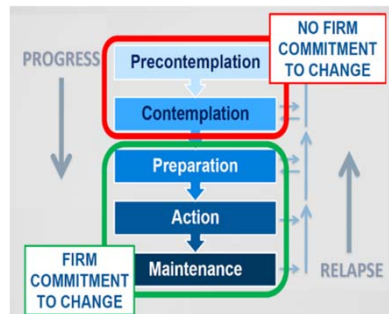 NO FIRM
COMMITMENT
TO CHANGE
PROGRESS
Precontemplation
Contemplation
Preparation
Action
Maintenance
FIRM
COMMITMENT
TO CHANGE
RELAPSE